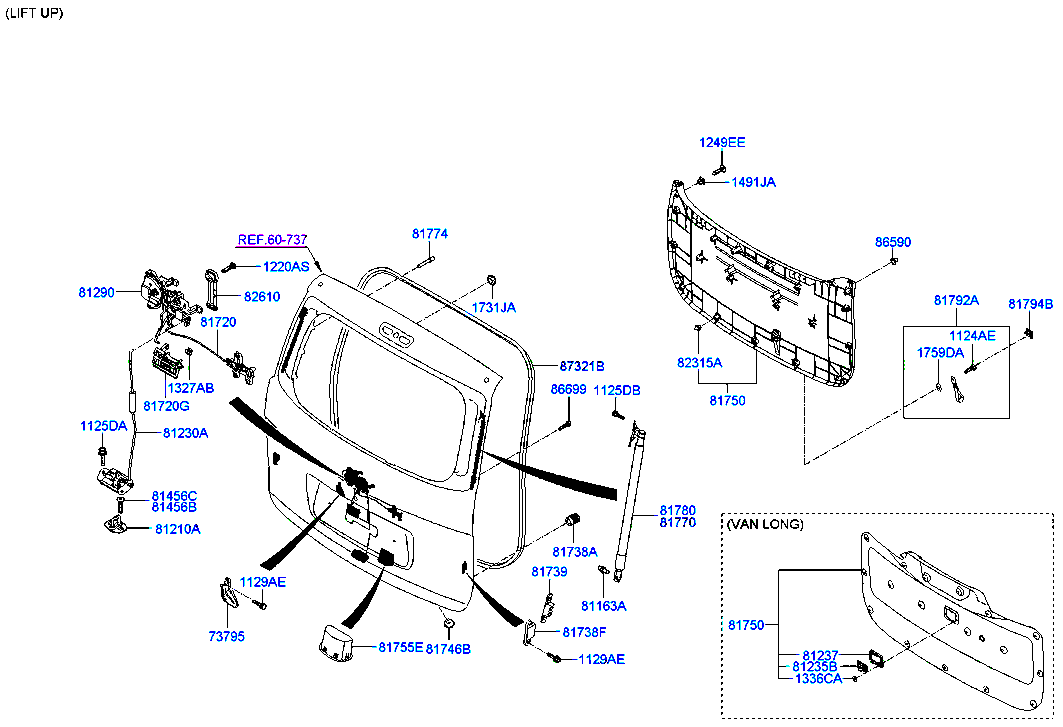 (LIFT UP)
1249EE
1491JA
81774
REF.60-737
86590
1220AS
81290
82610
1731JA
81792A
81794B
81720
1124AE
1759DA
82315A
87321B
1327AB
86699
1125DB
81720G
81750
1125DA
81230A
81456C
81456B
81780
81770
81210A
(VAN LONG)
81738A
81739
1129AE
81163A
73795
81738F
81750
81755E
81746B
1129AE
81237
81235B
1336CA